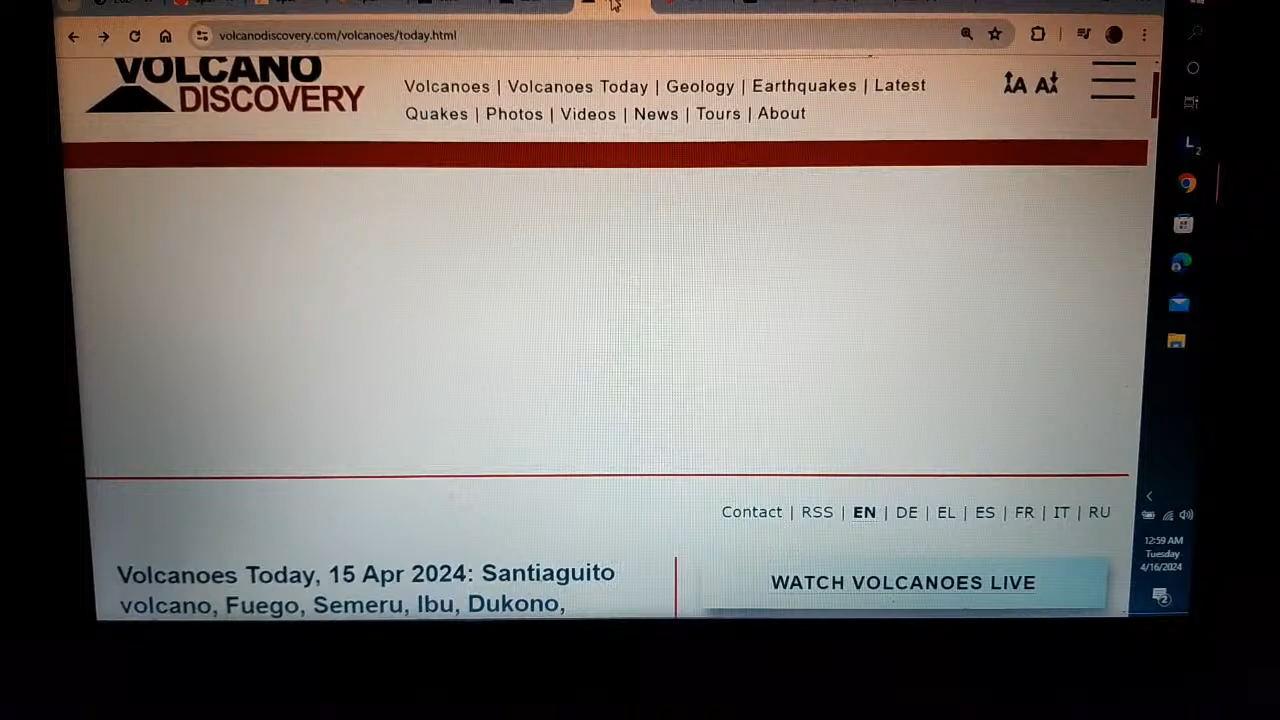 volcanodiscovery.com/volcanoes/today.html
VOLCANO
DISCOVERY
Volcanoes | Volcanoes Today | Geology | Earthquakes | Latest
Quakes | Photos | Videos | News | Tours | About
A A
L2
Contact | RSS | EN | DE | EL | ES | FR | IT | RU
Volcanoes Today, 15 Apr 2024: Santiaguito
volcano, Fuego, Semeru, Ibu, Dukono,
WATCH VOLCANOES LIVE
12:59 AM
Tuesday
4/16/2024
2